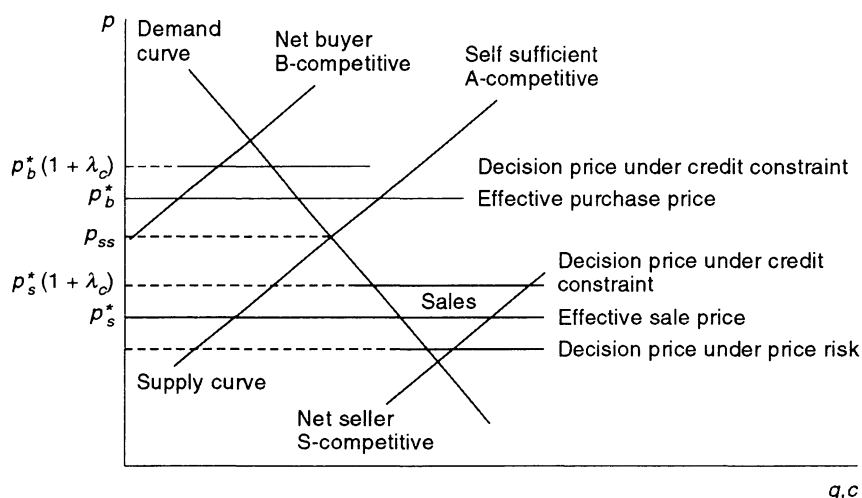 p
Demand
curve
Net buyer
B-competitive
Self sufficient
A-competitive
p*b (1 + λc)
Decision price under credit constraint
p*b
Effective purchase price
pss
p*s (1 + λc)
Decision price under credit
constraint
Sales
p*s
Effective sale price
Decision price under price risk
Supply curve
Net seller
S-competitive
q,c